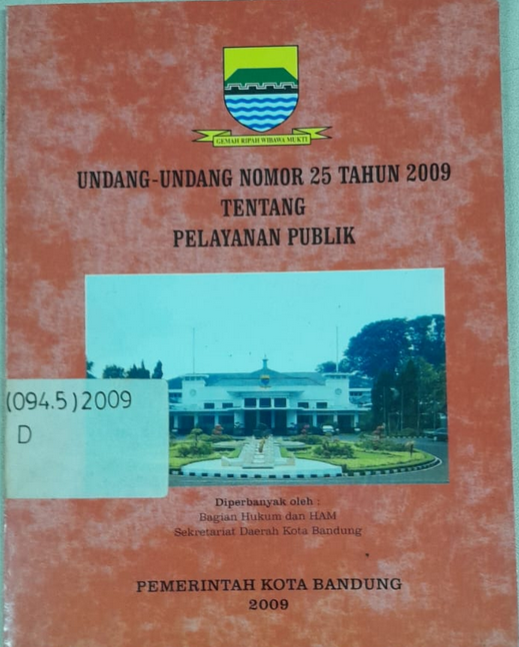 GEMAH RIPAH WIBAWA MUKTI
UNDANG-UNDANG NOMOR 25 TAHUN 2009
TENTANG
PELAYANAN PUBLIK
(094.5)2009
D
Diperbanyak oleh :
Bagian Hukum dan HAM
Sekretariat Daerah Kota Bandung
PEMERINTAH KOTA BANDUNG
2009